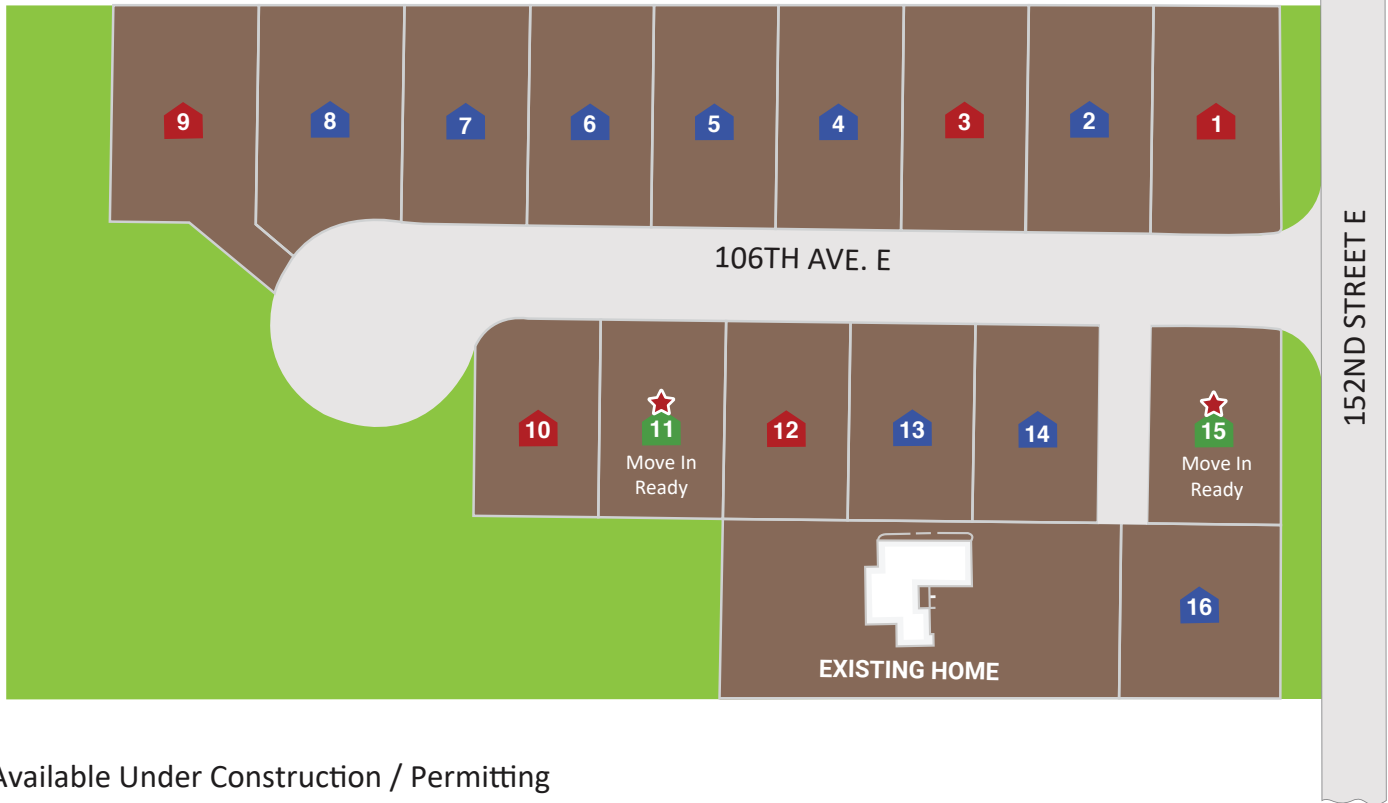 9
8
7
6
5
4
3
2
1
106TH AVE. E
152ND STREET E
10
11
Move In
Ready
12
13
14
15
Move In
Ready
16
EXISTING HOME
Available Under Construction / Permitting